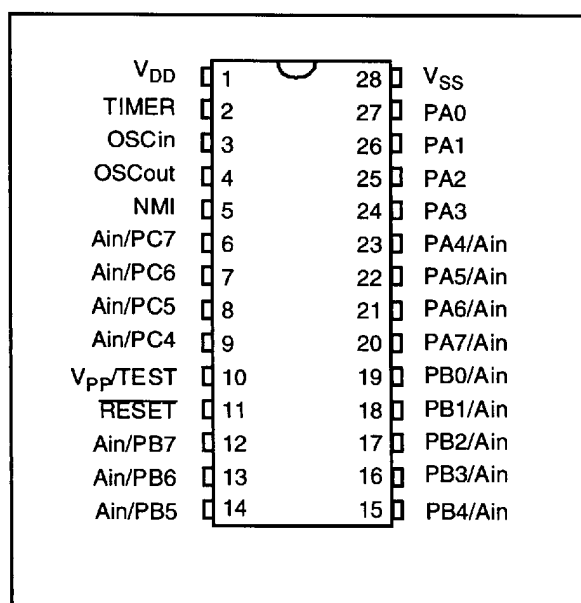 V_DD 1 28 V_SS
TIMER 2 27 PA0
OSCin 3 26 PA1
OSCout 4 25 PA2
NMI 5 24 PA3
Ain/PC7 6 23 PA4/Ain
Ain/PC6 7 22 PA5/Ain
Ain/PC5 8 21 PA6/Ain
Ain/PC4 9 20 PA7/Ain
V_PP/TEST 10 19 PB0/Ain
RESET 11 18 PB1/Ain
Ain/PB7 12 17 PB2/Ain
Ain/PB6 13 16 PB3/Ain
Ain/PB5 14 15 PB4/Ain